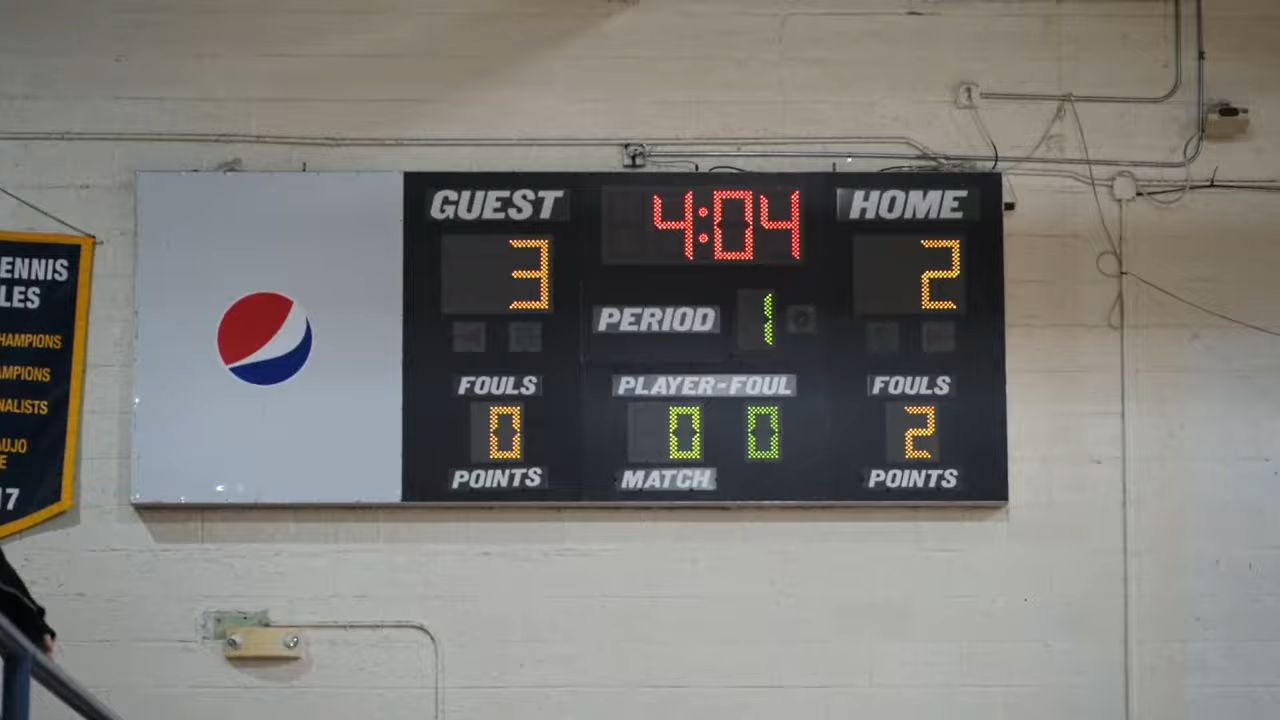 ENNIS
LES
HAMPIONS
AMPIONS
NALISTS
AUJO
E
17
GUEST 4:04 HOME
3 2
PERIOD 1
FOULS PLAYER-FOUL FOULS
0 0 0 2
POINTS MATCH POINTS